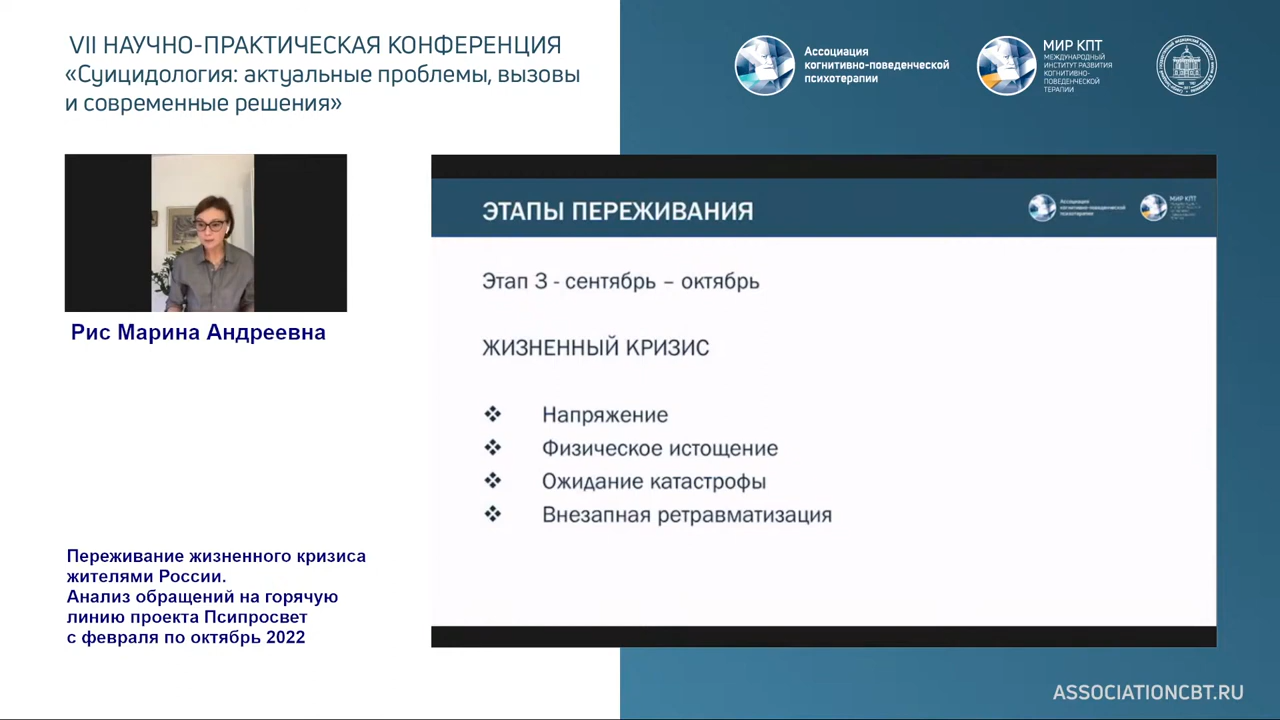 VII НАУЧНО-ПРАКТИЧЕСКАЯ КОНФЕРЕНЦИЯ
«Суицидология: актуальные проблемы, вызовы
и современные решения»
Ассоциация
когнитивно-поведенческой
психотерапии
МИР КПТ
МЕЖДУНАРОДНЫЙ
ИНСТИТУТ РАЗВИТИЯ
КОГНИТИВНО-
ПОВЕДЕНЧЕСКОЙ
ТЕРАПИИ
Рис Марина Андреевна
ЭТАПЫ ПЕРЕЖИВАНИЯ
Ассоциация
когнитивно-поведенческой
психотерапии
МИР КПТ
Этап 3 - сентябрь – октябрь
ЖИЗНЕННЫЙ КРИЗИС
Напряжение
Физическое истощение
Ожидание катастрофы
Внезапная ретравматизация
Переживание жизненного кризиса
жителями России.
Анализ обращений на горячую
линию проекта Псипросвет
с февраля по октябрь 2022
ASSOCIATIONCBT.RU